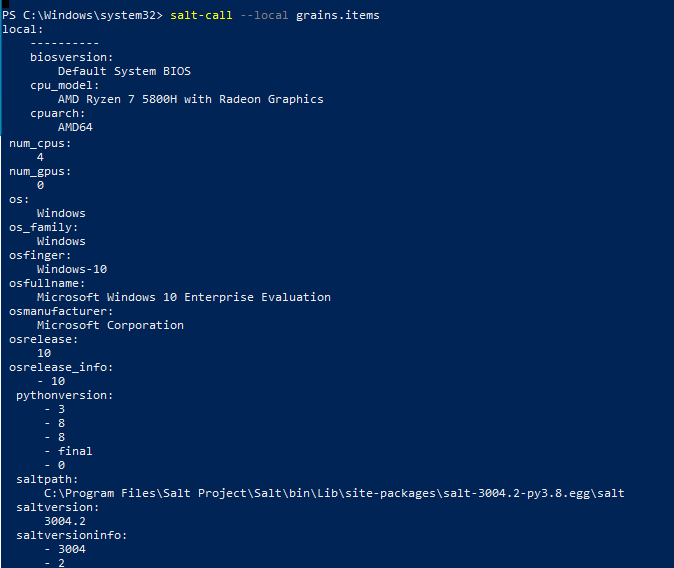 PS C:\Windows\system32> salt-call --local grains.items
local:
----------
biosversion:
Default System BIOS
cpu_model:
AMD Ryzen 7 5800H with Radeon Graphics
cpuarch:
AMD64
num_cpus:
4
num_gpus:
0
os:
Windows
os_family:
Windows
osfinger:
Windows-10
osfullname:
Microsoft Windows 10 Enterprise Evaluation
osmanufacturer:
Microsoft Corporation
osrelease:
10
osrelease_info:
- 10
pythonversion:
- 3
- 8
- 8
- final
- 0
saltpath:
C:\Program Files\Salt Project\Salt\bin\Lib\site-packages\salt-3004.2-py3.8.egg\salt
saltversion:
3004.2
saltversioninfo:
- 3004
- 2